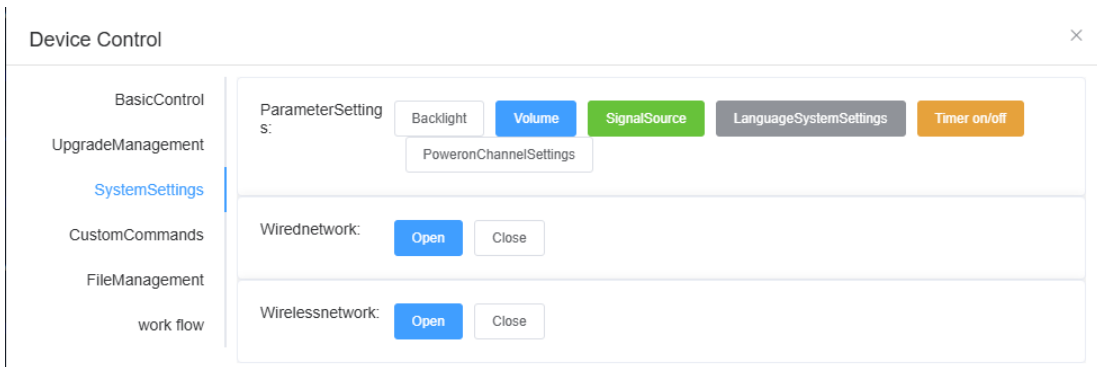 Device Control
BasicControl
UpgradeManagement
SystemSettings
CustomCommands
FileManagement
work flow
ParameterSetting
s:
Backlight Volume SignalSource LanguageSystemSettings Timer on/off
PoweronChannelSettings
Wirednetwork: Open Close
Wirelessnetwork: Open Close